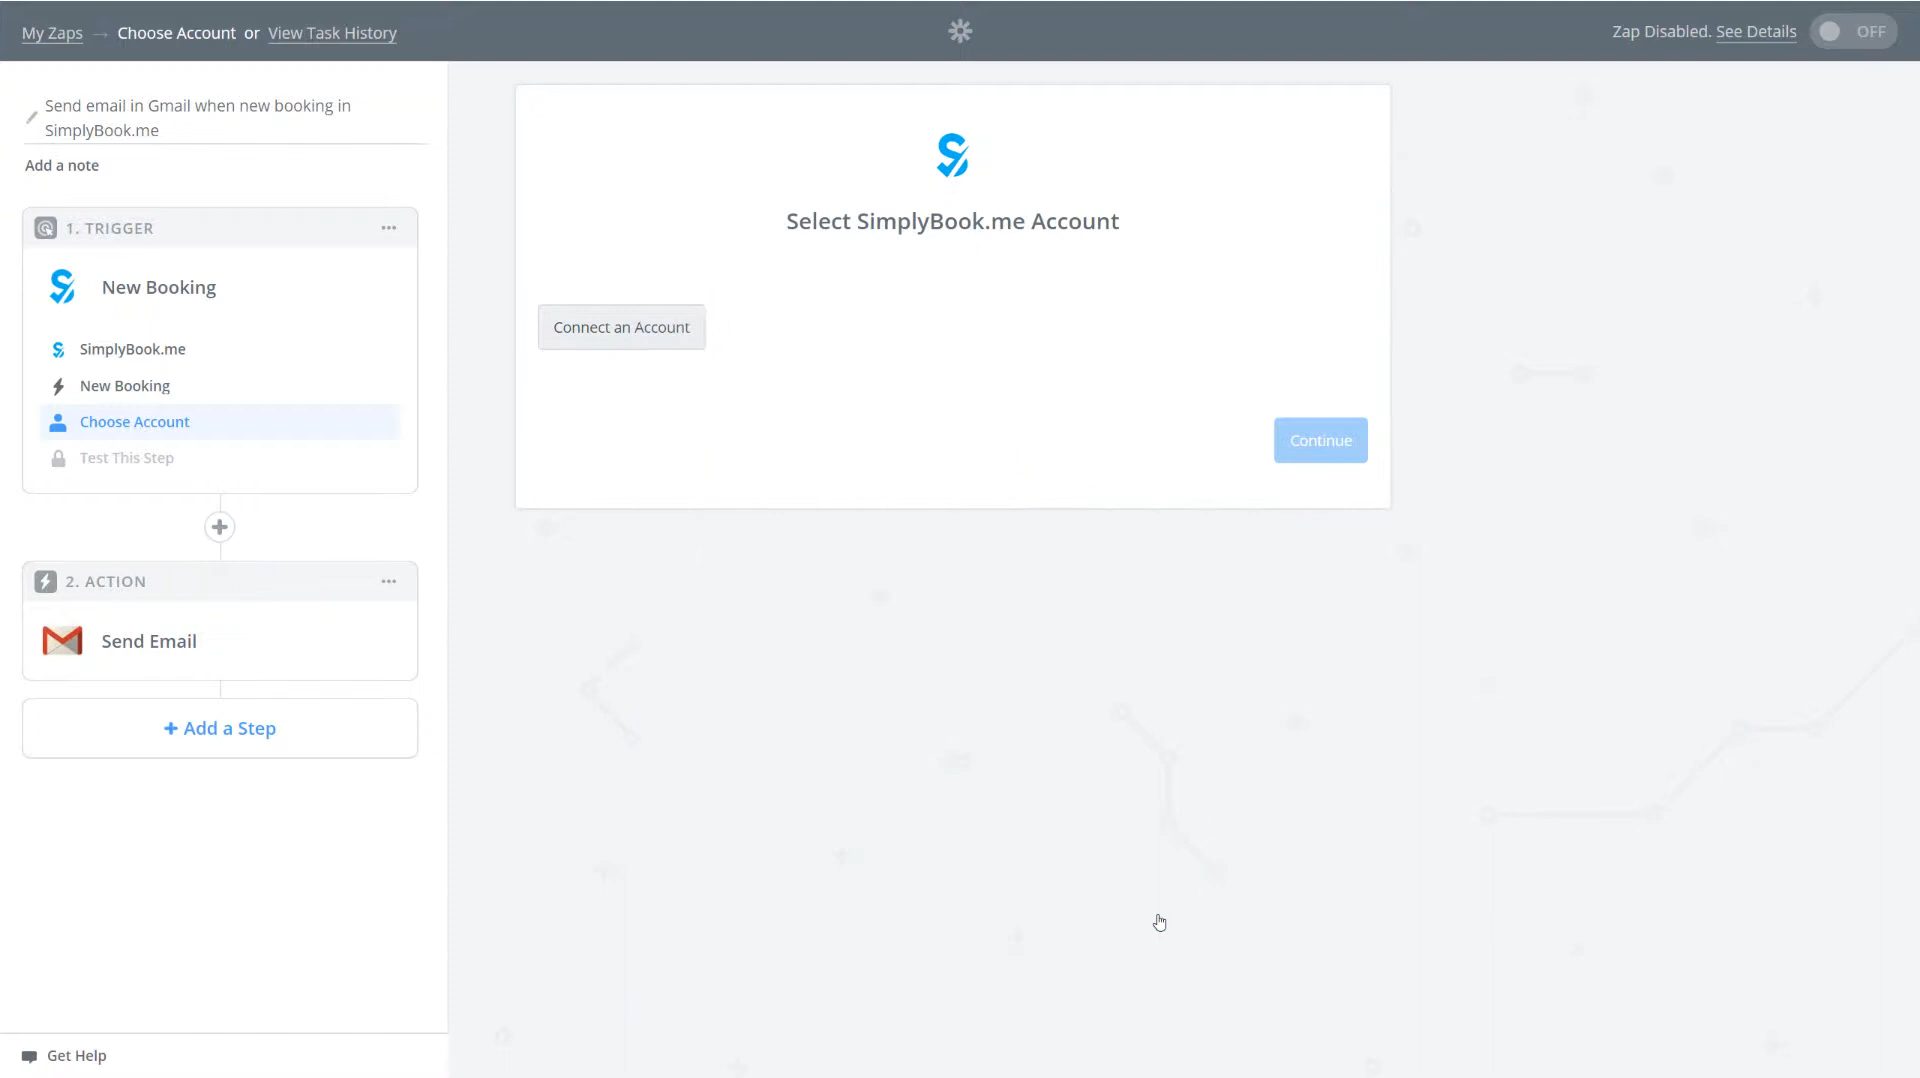 My Zaps → Choose Account or View Task History
Zap Disabled. See Details
OFF
Send email in Gmail when new booking in
SimplyBook.me
Add a note
1. TRIGGER
New Booking
SimplyBook.me
New Booking
Choose Account
Test This Step
2. ACTION
Send Email
+ Add a Step
Get Help
Select SimplyBook.me Account
Connect an Account
Continue